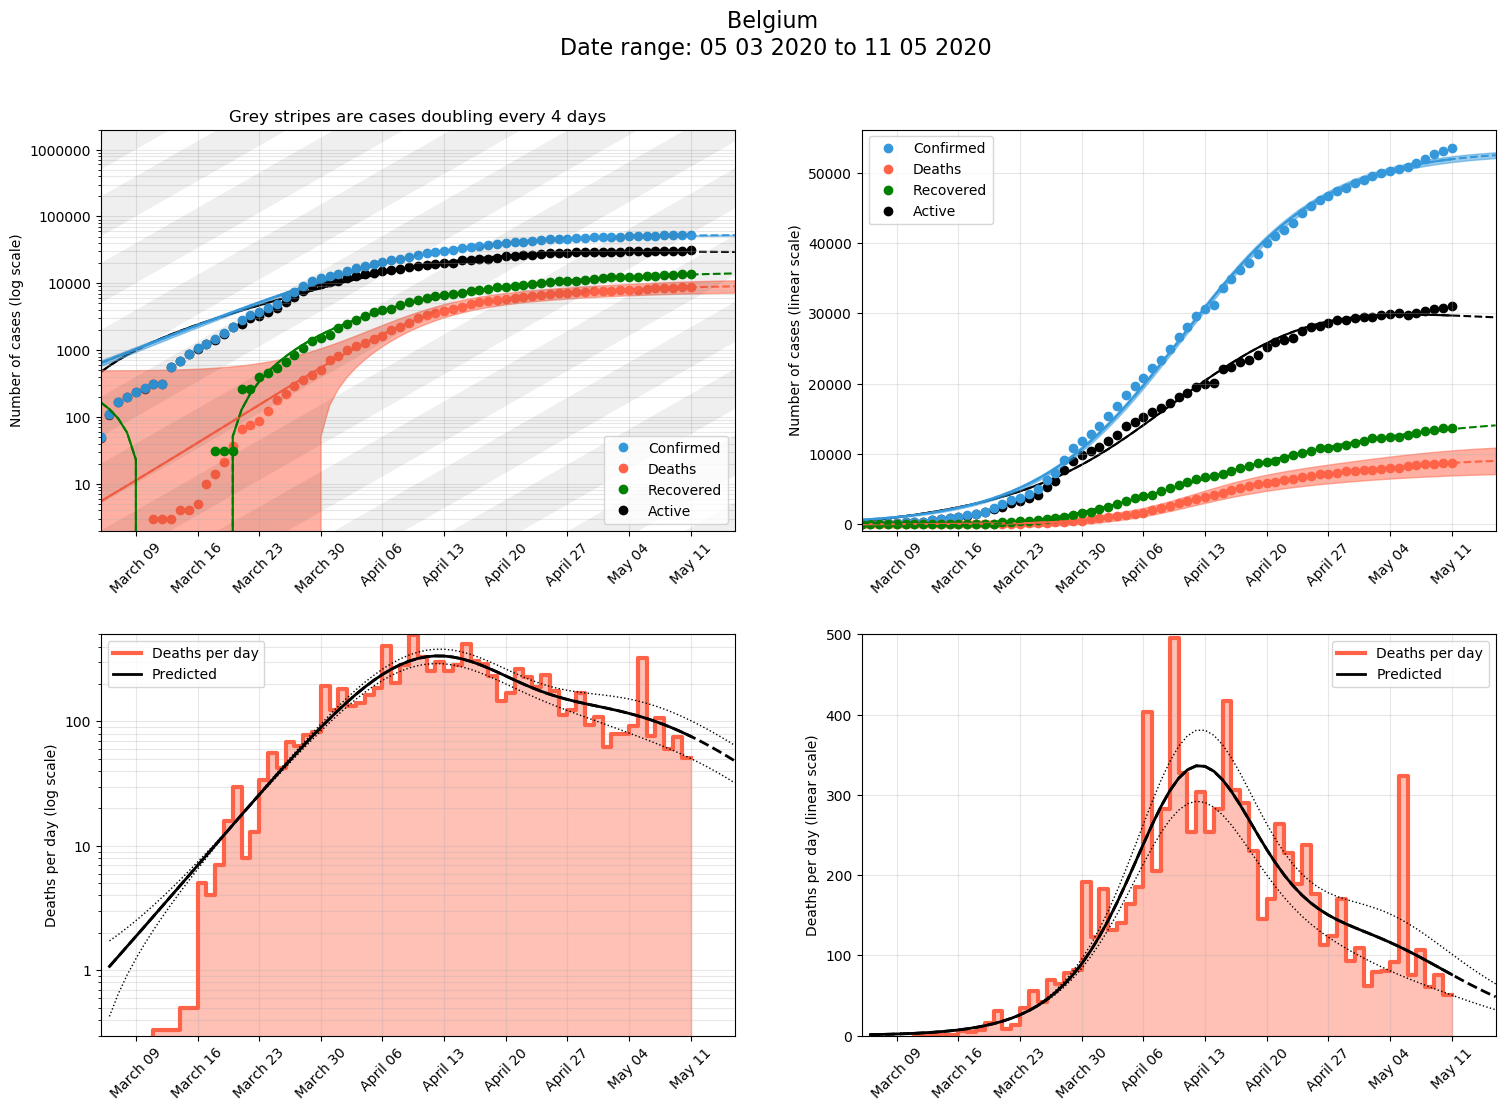 Belgium
Date range: 05 03 2020 to 11 05 2020
Grey stripes are cases doubling every 4 days
Number of cases (log scale)
1000000
100000
10000
1000
100
10
Confirmed
Deaths
Recovered
Active
March 09
March 16
March 23
March 30
April 06
April 13
April 20
April 27
May 04
May 11
Number of cases (linear scale)
50000
40000
30000
20000
10000
0
Confirmed
Deaths
Recovered
Active
March 09
March 16
March 23
March 30
April 06
April 13
April 20
April 27
May 04
May 11
Deaths per day (log scale)
100
10
1
Deaths per day
Predicted
March 09
March 16
March 23
March 30
April 06
April 13
April 20
April 27
May 04
May 11
Deaths per day (linear scale)
500
400
300
200
100
0
Deaths per day
Predicted
March 09
March 16
March 23
March 30
April 06
April 13
April 20
April 27
May 04
May 11